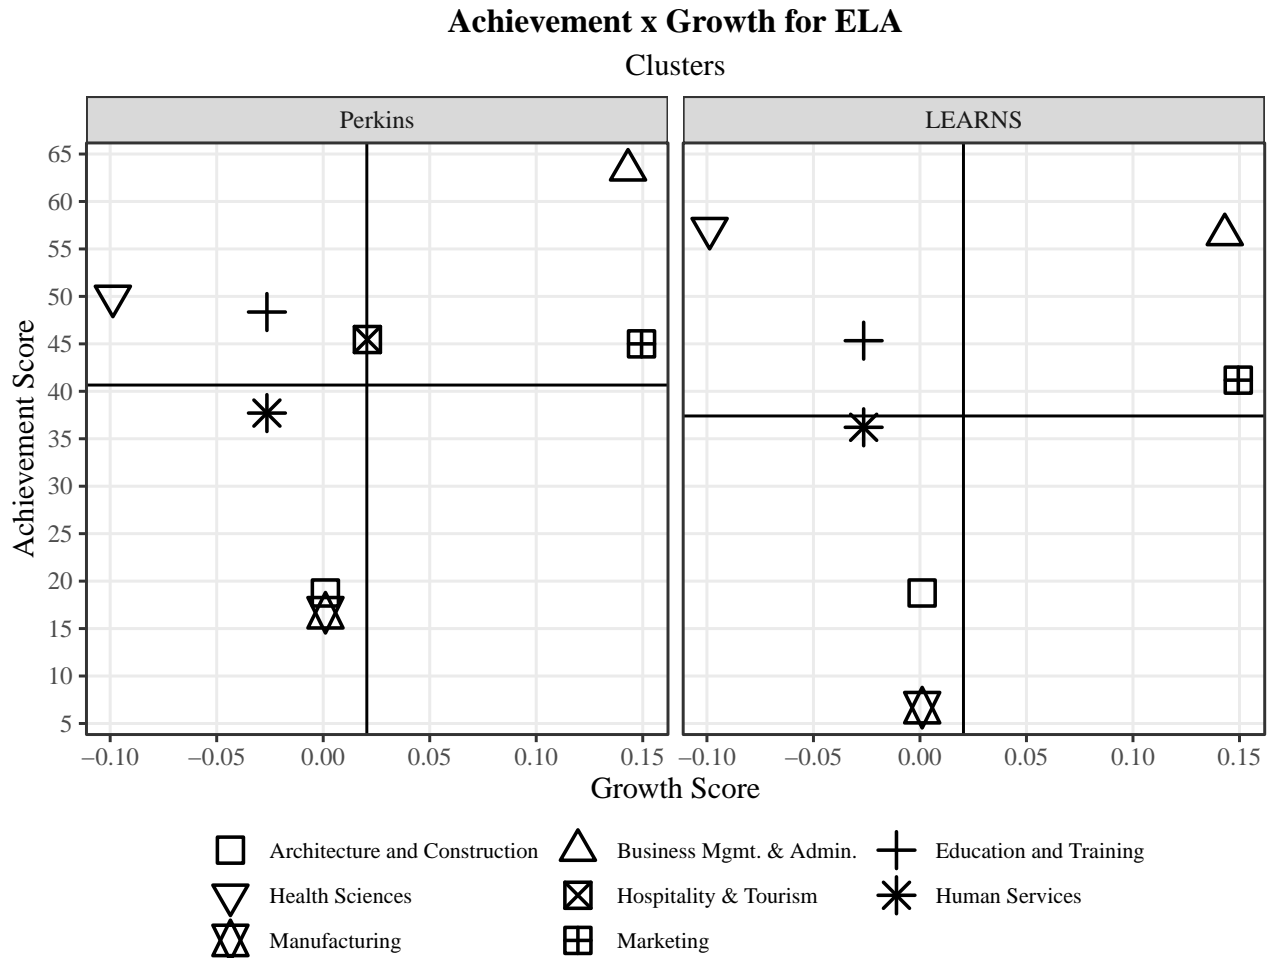 Achievement x Growth for ELA
Clusters
Perkins
LEARNS
Achievement Score
65
60
55
50
45
40
35
30
25
20
15
10
5
−0.10 −0.05 0.00 0.05 0.10 0.15
−0.10 −0.05 0.00 0.05 0.10 0.15
Growth Score
Architecture and Construction
Business Mgmt. & Admin.
Education and Training
Health Sciences
Hospitality & Tourism
Human Services
Manufacturing
Marketing